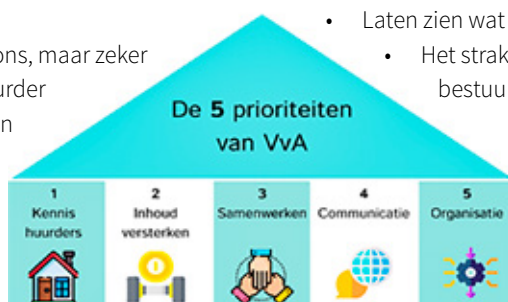 ons, maar zeker
urder
n
• Laten zien wat
• Het strak
bestuu
De 5 prioriteiten
van VvA
1
Kennis
huurders
2
Inhoud
versterken
3
Samenwerken
4
Communicatie
5
Organisatie